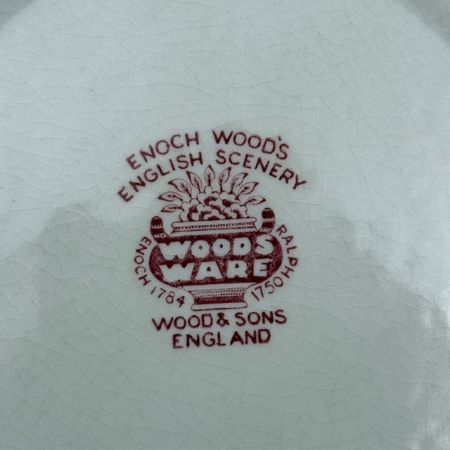 ENOCH WOOD'S
ENGLISH SCENERY
WOODS
WARE
ENOCH 1784
RALPH 1750
WOOD & SONS
ENGLAND